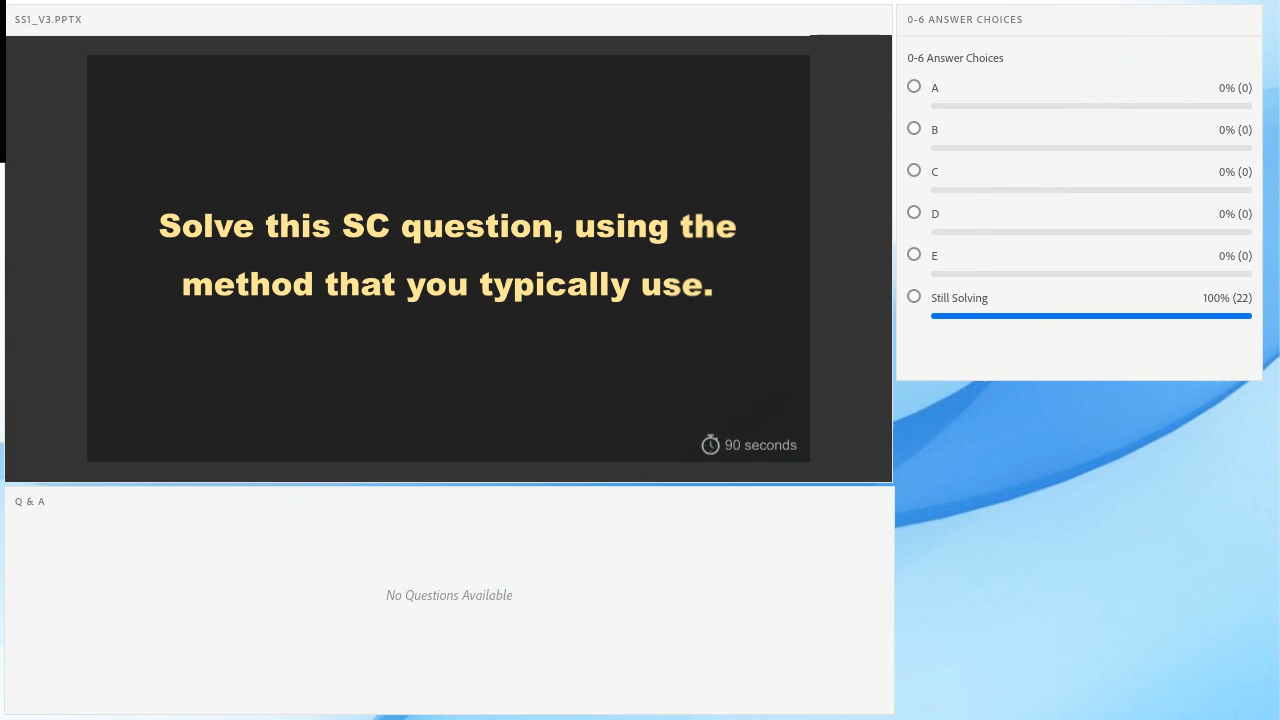 SS1_V3.PPTX
Solve this SC question, using the
method that you typically use.
90 seconds
0-6 ANSWER CHOICES
0-6 Answer Choices
A 0% (0)
B 0% (0)
C 0% (0)
D 0% (0)
E 0% (0)
Still Solving 100% (22)
Q & A
No Questions Available